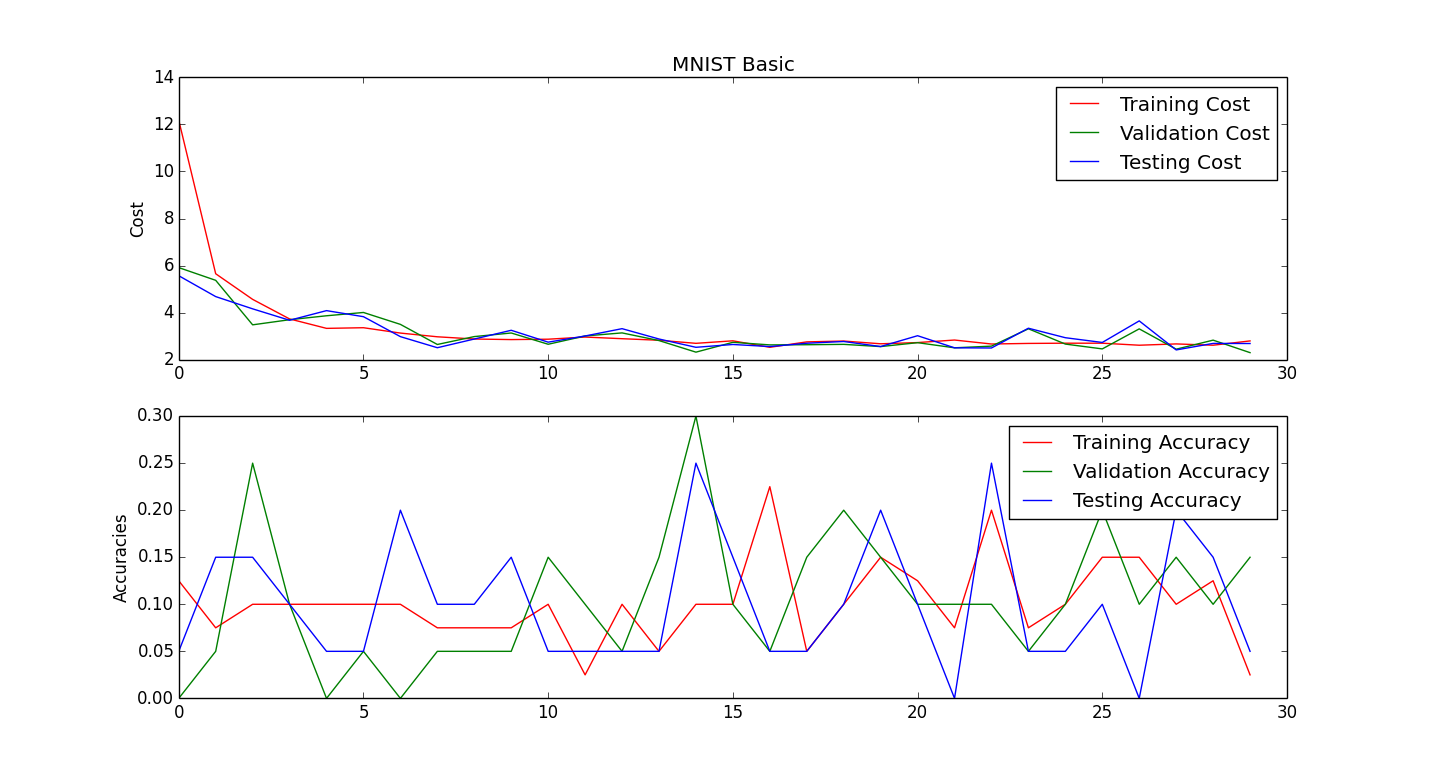 MNIST Basic
14
12
10
8
6
4
2
Cost
Training Cost
Validation Cost
Testing Cost
0 5 10 15 20 25 30
0.30
0.25
0.20
0.15
0.10
0.05
0.00
Accuracies
Training Accuracy
Validation Accuracy
Testing Accuracy
0 5 10 15 20 25 30